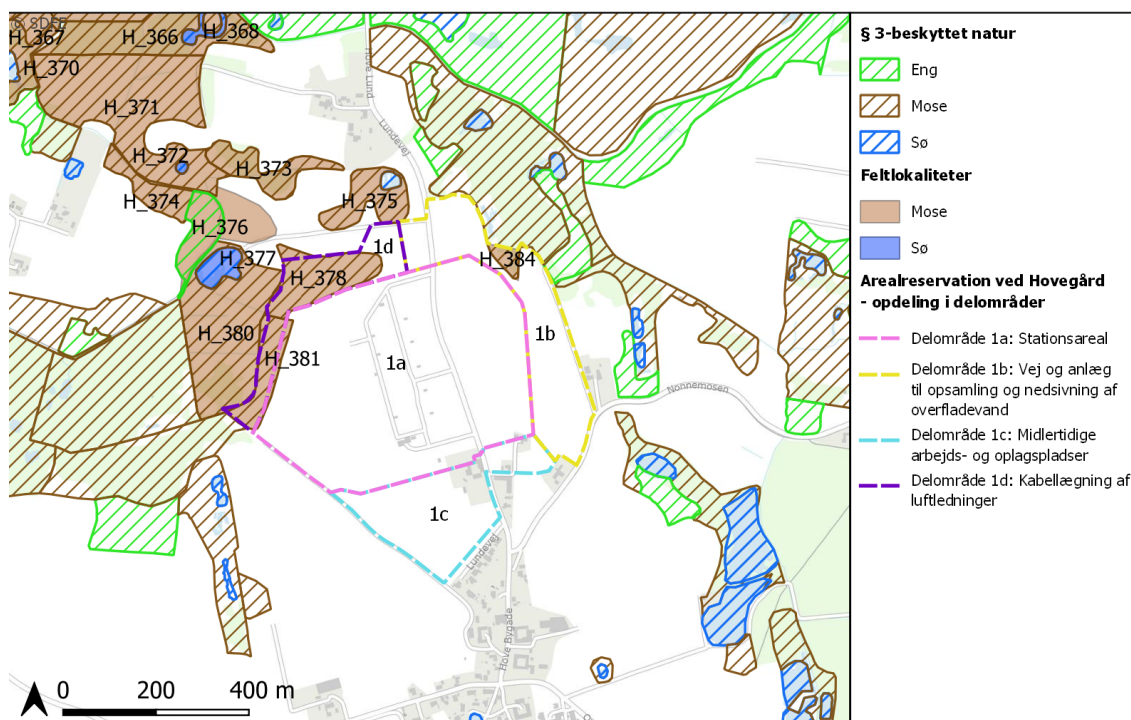 © SDFE
H_367
H_366
H_368
H_370
H_371
H_372
H_373
H_374
H_375
H_376
H_377
H_378
H_380
H_381
H_384
1d
1b
1a
1c
Hove Lund
Lundevej
Nonnemosen
Lundevej
Hove Bygade
0 200 400 m
§ 3-beskyttet natur
Eng
Mose
Sø
Feltlokaliteter
Mose
Sø
Arealreservation ved Hovegård
- opdeling i delområder
Delområde 1a: Stationsareal
Delområde 1b: Vej og anlæg
til opsamling og nedsivning af
overfladevand
Delområde 1c: Midlertidige
arbejds- og oplagspladser
Delområde 1d: Kabellægning af
luftledninger